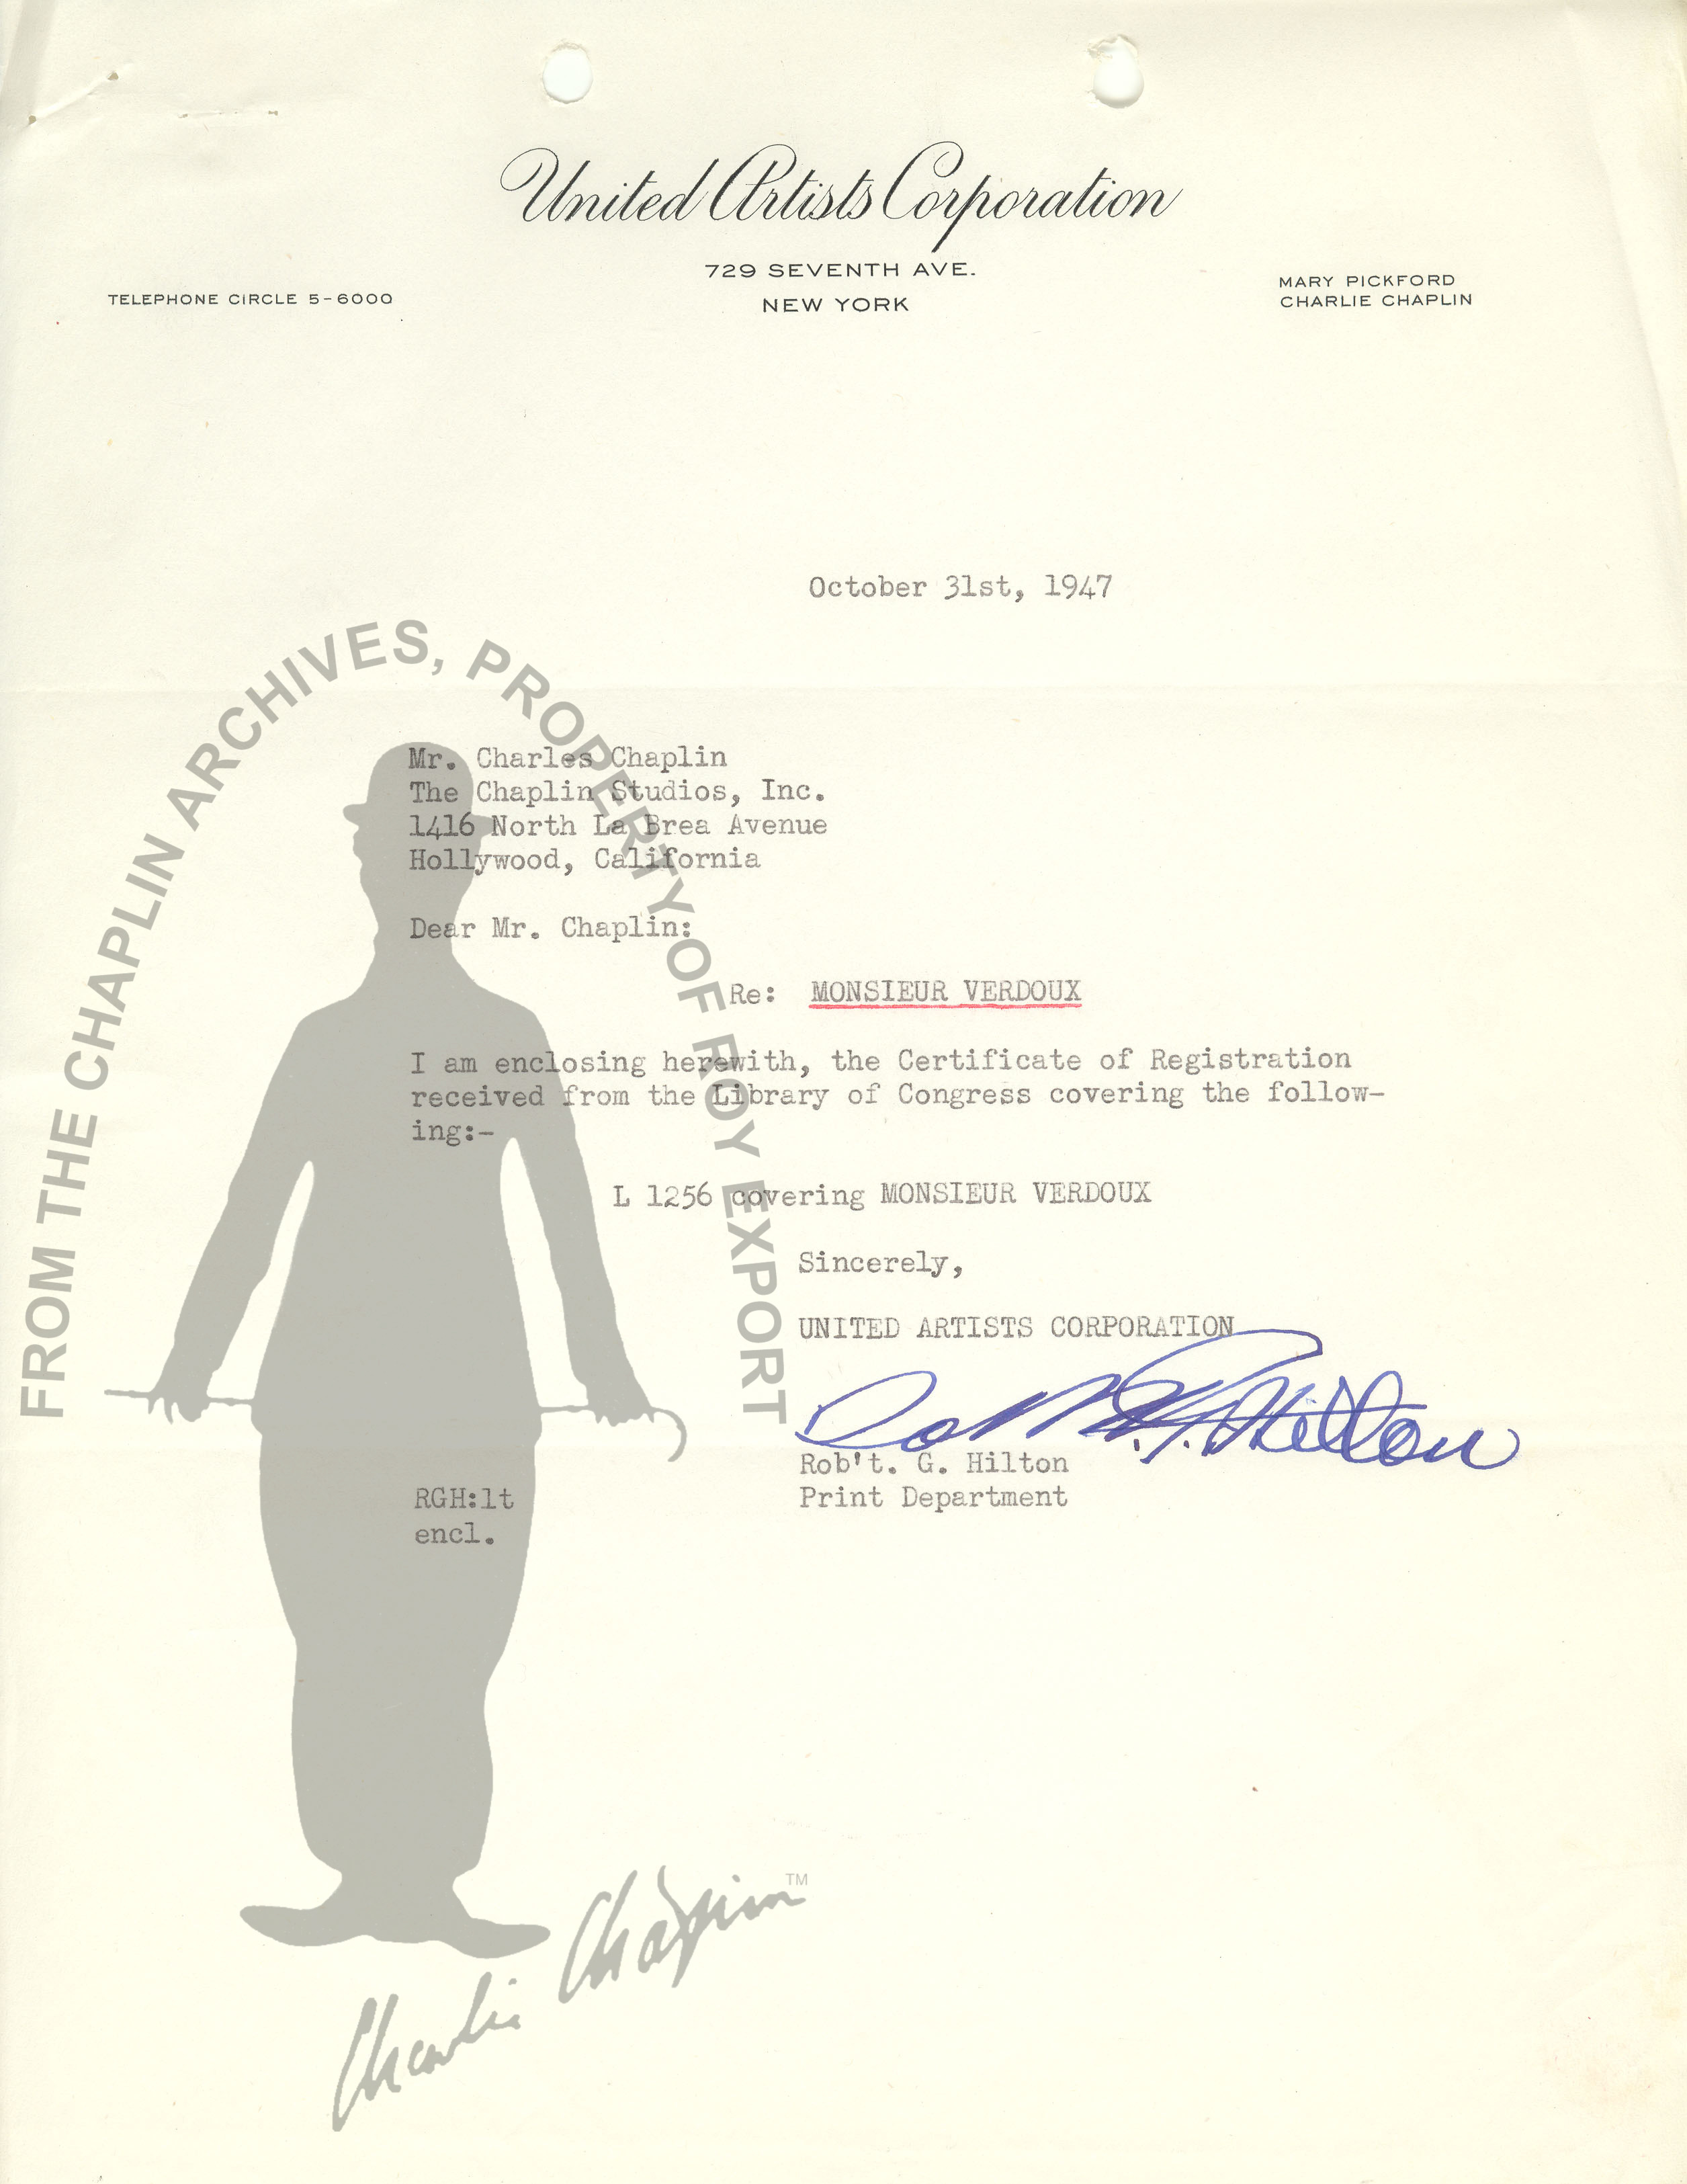 United Artists Corporation
729 SEVENTH AVE.
NEW YORK
TELEPHONE CIRCLE 5-6000
MARY PICKFORD
CHARLIE CHAPLIN
October 31st, 1947
Mr. Charles Chaplin
The Chaplin Studios, Inc.
1416 North La Brea Avenue
Hollywood, California
Dear Mr. Chaplin:
Re: MONSIEUR VERDOUX
I am enclosing herewith, the Certificate of Registration
received from the Library of Congress covering the follow-
ing:-
L 1256 covering MONSIEUR VERDOUX
Sincerely,
UNITED ARTISTS CORPORATION
Rob't. G. Hilton
Rob't. G. Hilton
Print Department
RGH:lt
encl.
FROM THE CHAPLIN ARCHIVES, PROPERTY OF ROY EXPORT
Charlie Chaplin TM